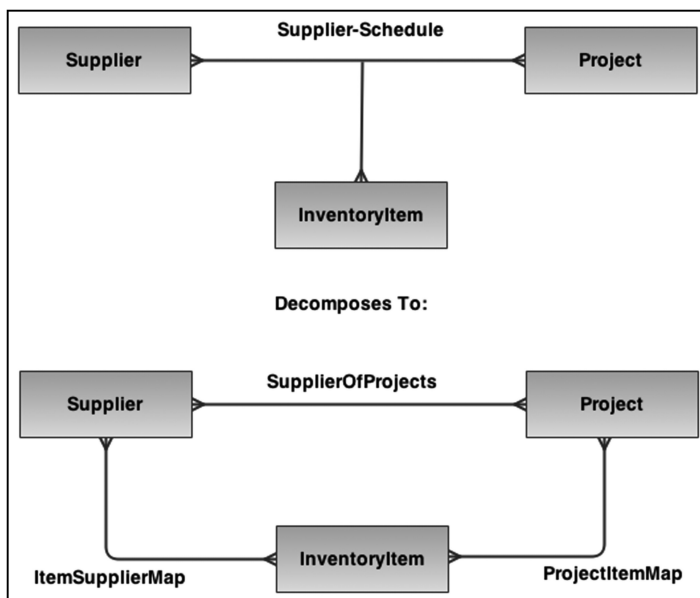 Supplier-Schedule
Supplier
Project
InventoryItem
Decomposes To:
SupplierOfProjects
Supplier
Project
InventoryItem
ItemSupplierMap
ProjectItemMap